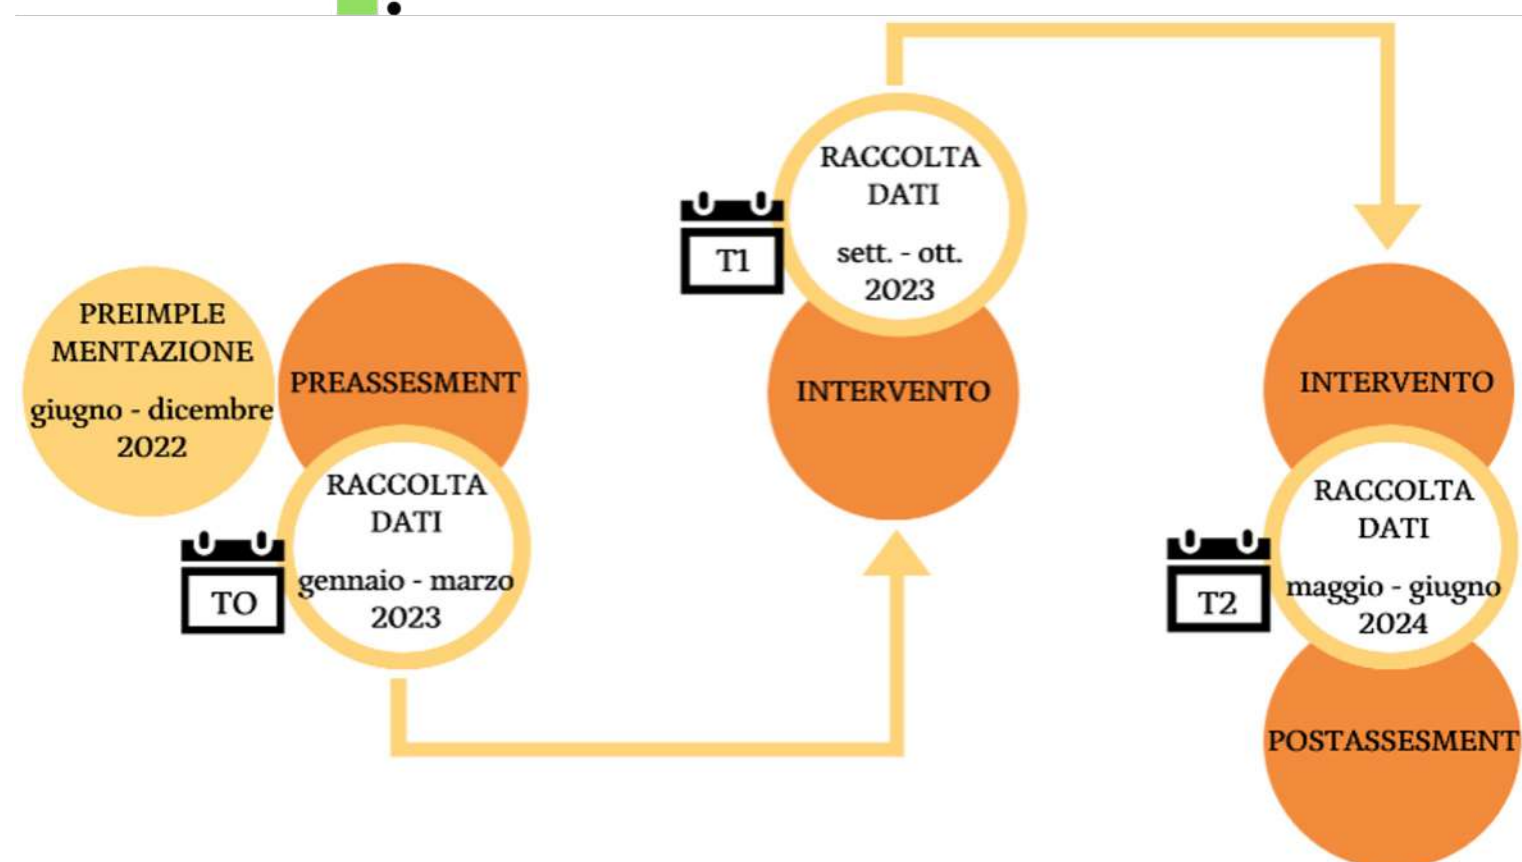 PREIMPLE
MENTAZIONE
giugno - dicembre
2022
PREASSESMENT
RACCOLTA
DATI
gennaio - marzo
2023
TO
RACCOLTA
DATI
sett. - ott.
2023
T1
INTERVENTO
INTERVENTO
RACCOLTA
DATI
maggio - giugno
2024
T2
POSTASSESMENT